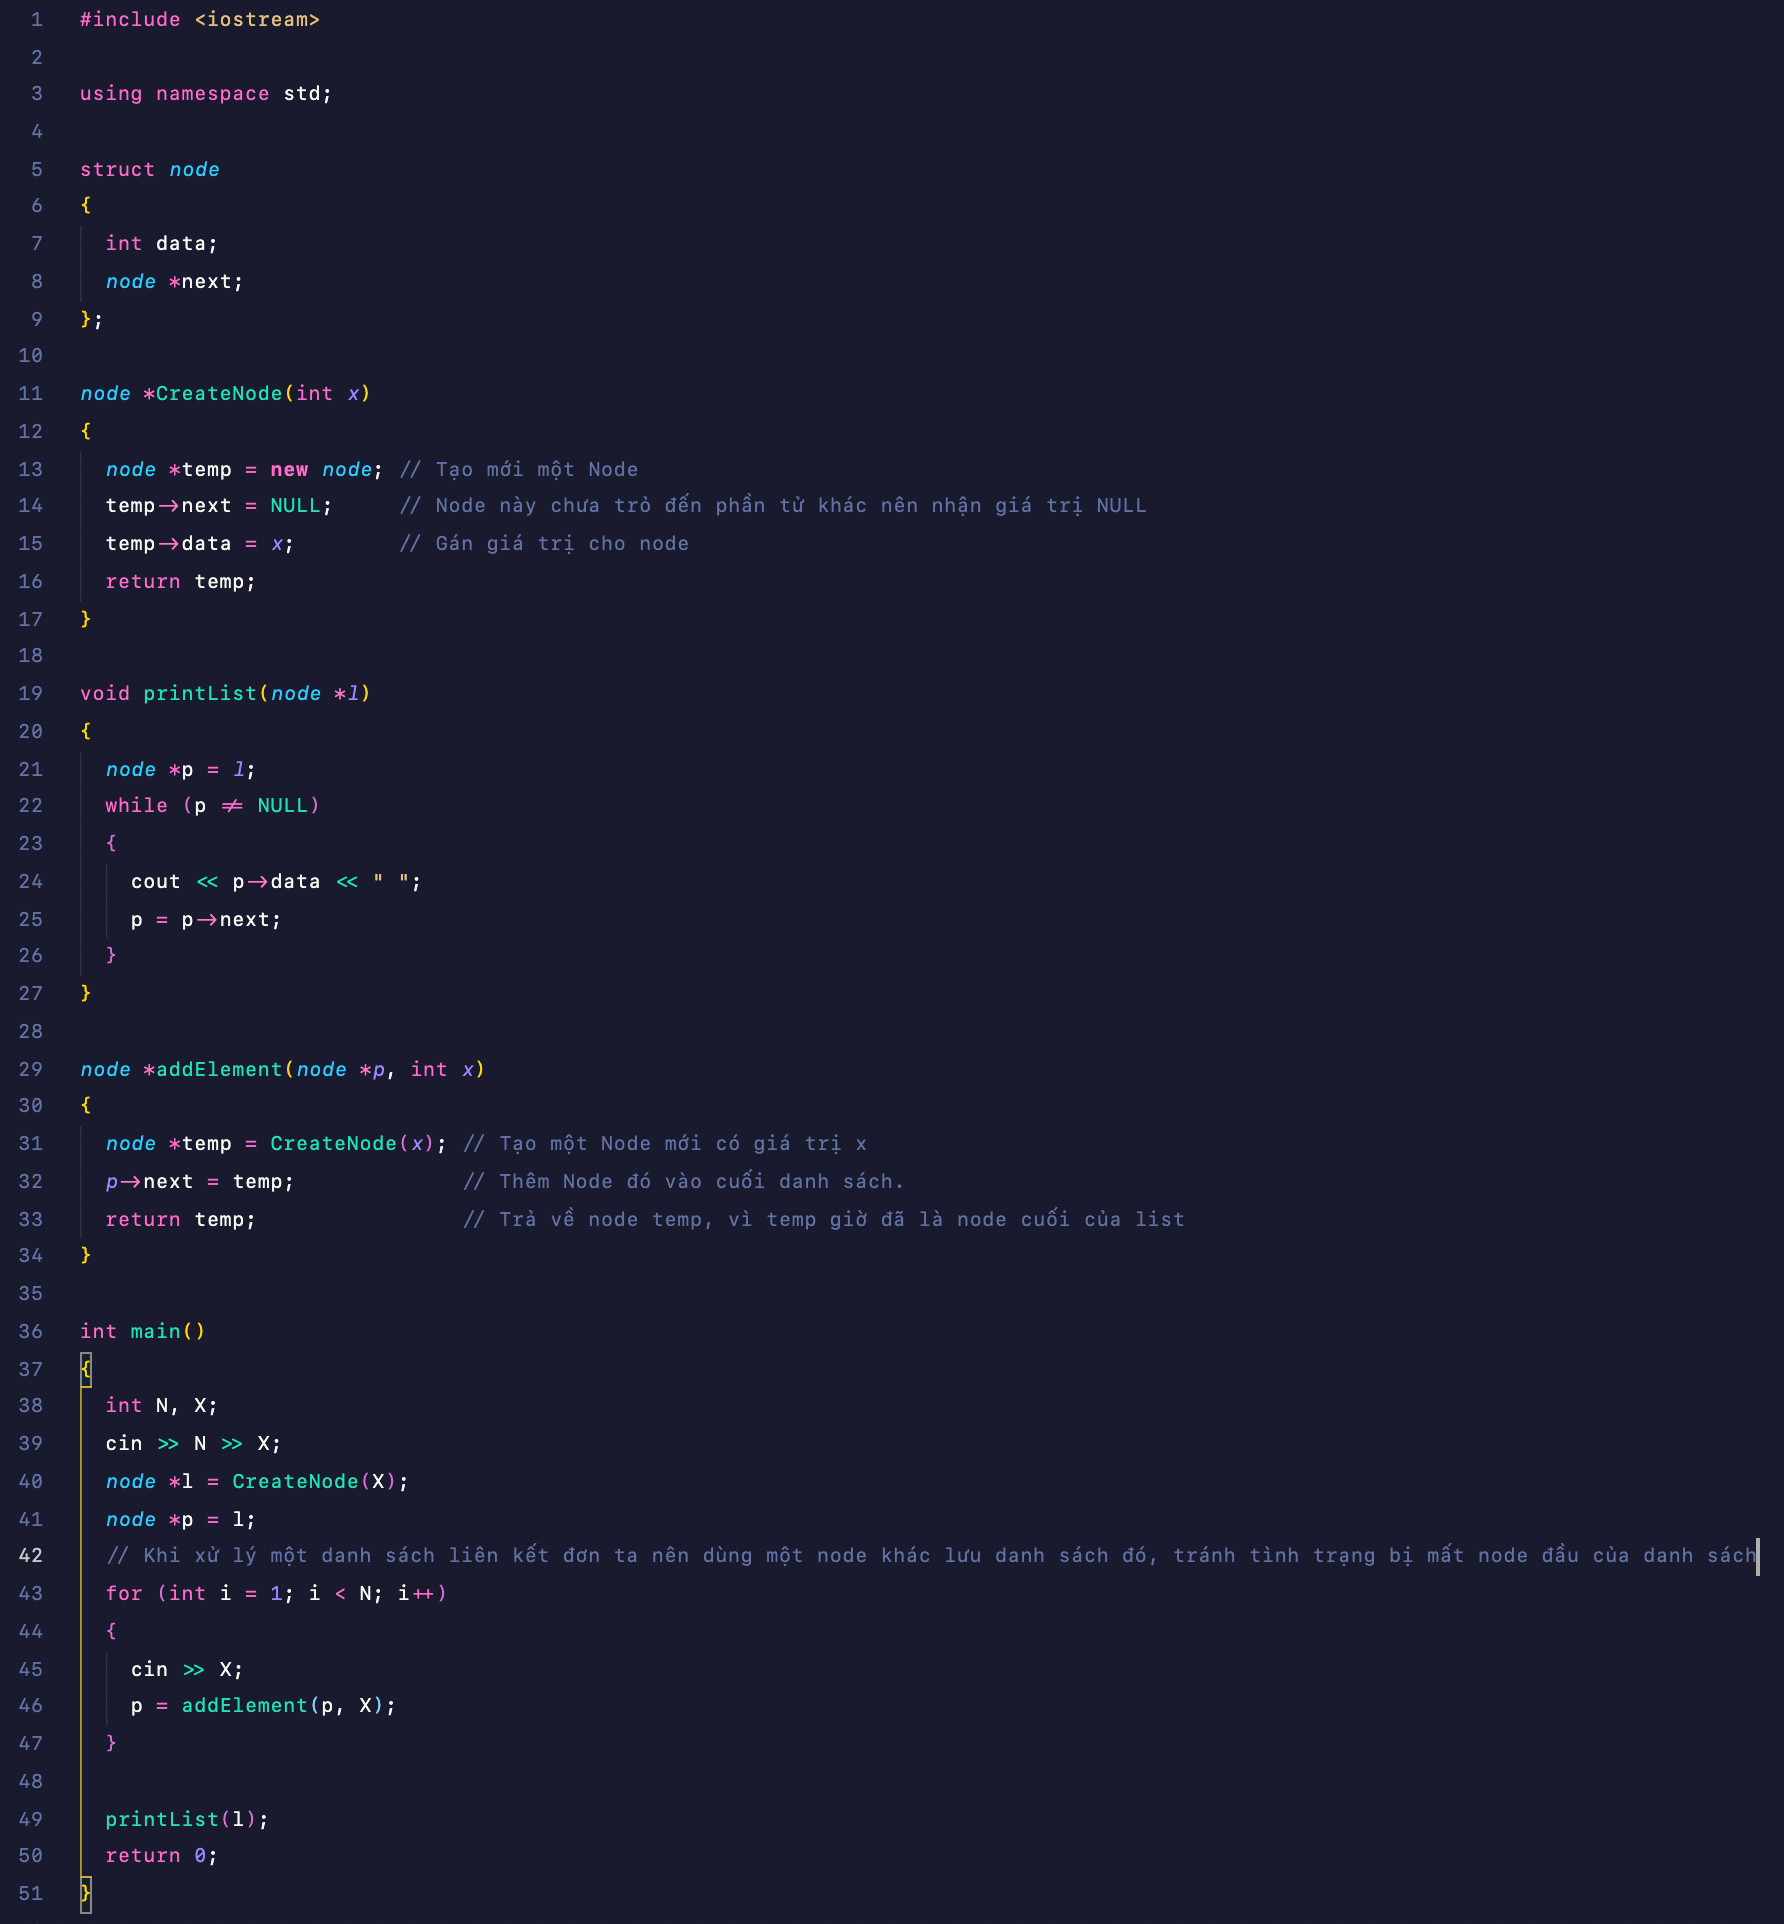 1 #include <iostream>
2
3 using namespace std;
4
5 struct node
6 {
7 int data;
8 node *next;
9 };
10
11 node *CreateNode(int x)
12 {
13 node *temp = new node; // Tạo mới một Node
14 temp->next = NULL; // Node này chưa trỏ đến phần tử khác nên nhận giá trị NULL
15 temp->data = x; // Gán giá trị cho node
16 return temp;
17 }
18
19 void printList(node *l)
20 {
21 node *p = l;
22 while (p != NULL)
23 {
24 cout << p->data << " ";
25 p = p->next;
26 }
27 }
28
29 node *addElement(node *p, int x)
30 {
31 node *temp = CreateNode(x); // Tạo một Node mới có giá trị x
32 p->next = temp; // Thêm Node đó vào cuối danh sách.
33 return temp; // Trả về node temp, vì temp giờ đã là node cuối của list
34 }
35
36 int main()
37 {
38 int N, X;
39 cin >> N >> X;
40 node *l = CreateNode(X);
41 node *p = l;
42 // Khi xử lý một danh sách liên kết đơn ta nên dùng một node khác lưu danh sách đó, tránh tình trạng bị mất node đầu của danh sách
43 for (int i = 1; i < N; i++)
44 {
45 cin >> X;
46 p = addElement(p, X);
47 }
48
49 printList(l);
50 return 0;
51 }